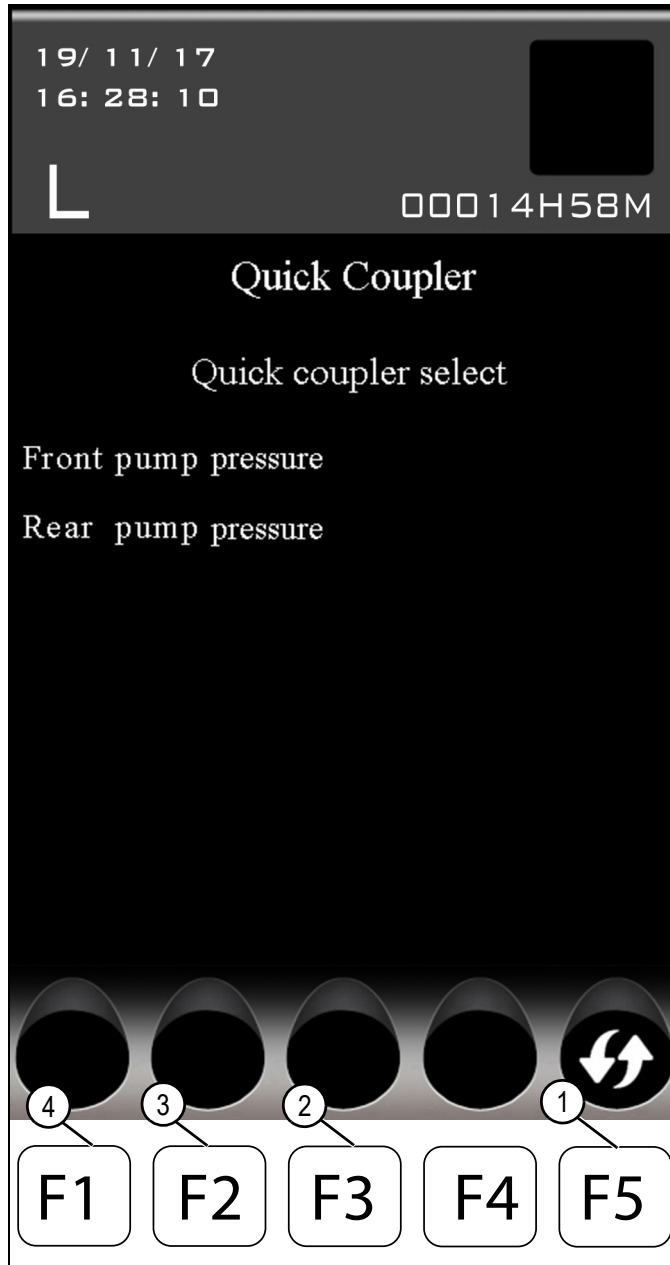 19/ 11/ 17
16: 28: 10
L
00014H58M
Quick Coupler
Quick coupler select
Front pump pressure
Rear pump pressure
4 3 2 1
F1 F2 F3 F4 F5